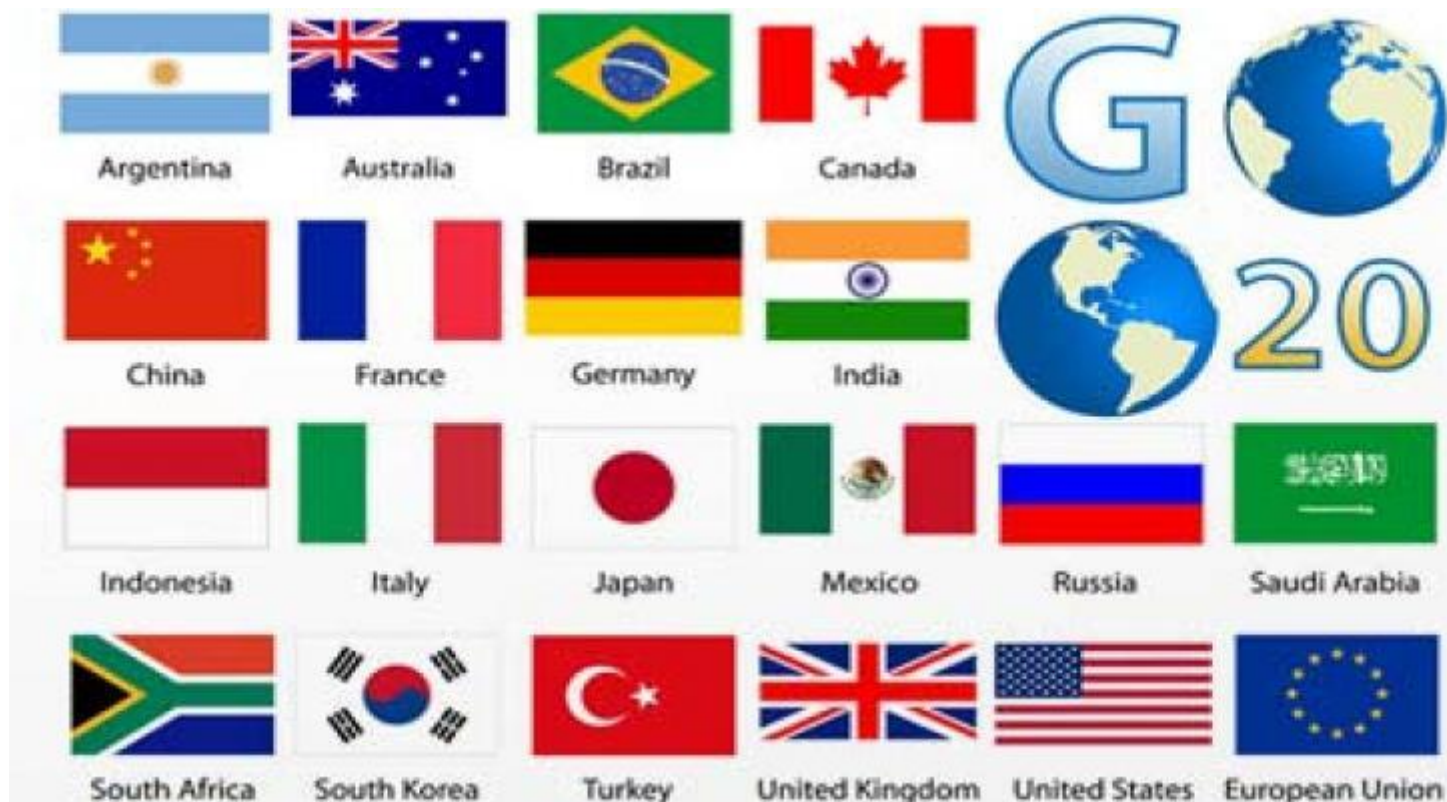 G
Argentina Australia Brazil Canada
20
China France Germany India
Indonesia Italy Japan Mexico Russia Saudi Arabia
South Africa South Korea Turkey United Kingdom United States European Union